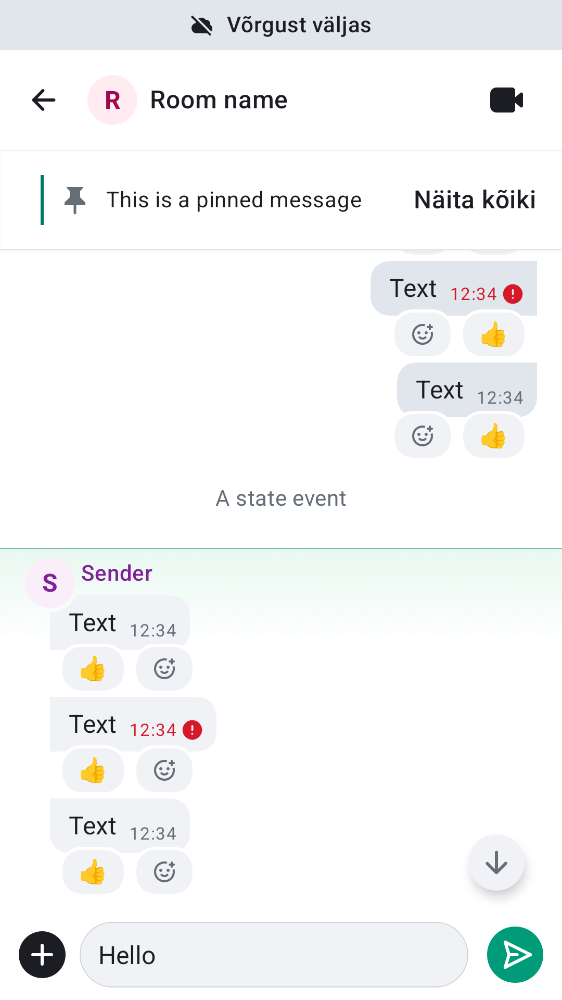 Võrgust väljas
R Room name
This is a pinned message Näita kõiki
Text 12:34
Text 12:34
A state event
S Sender
Text 12:34
Text 12:34
Text 12:34
Hello